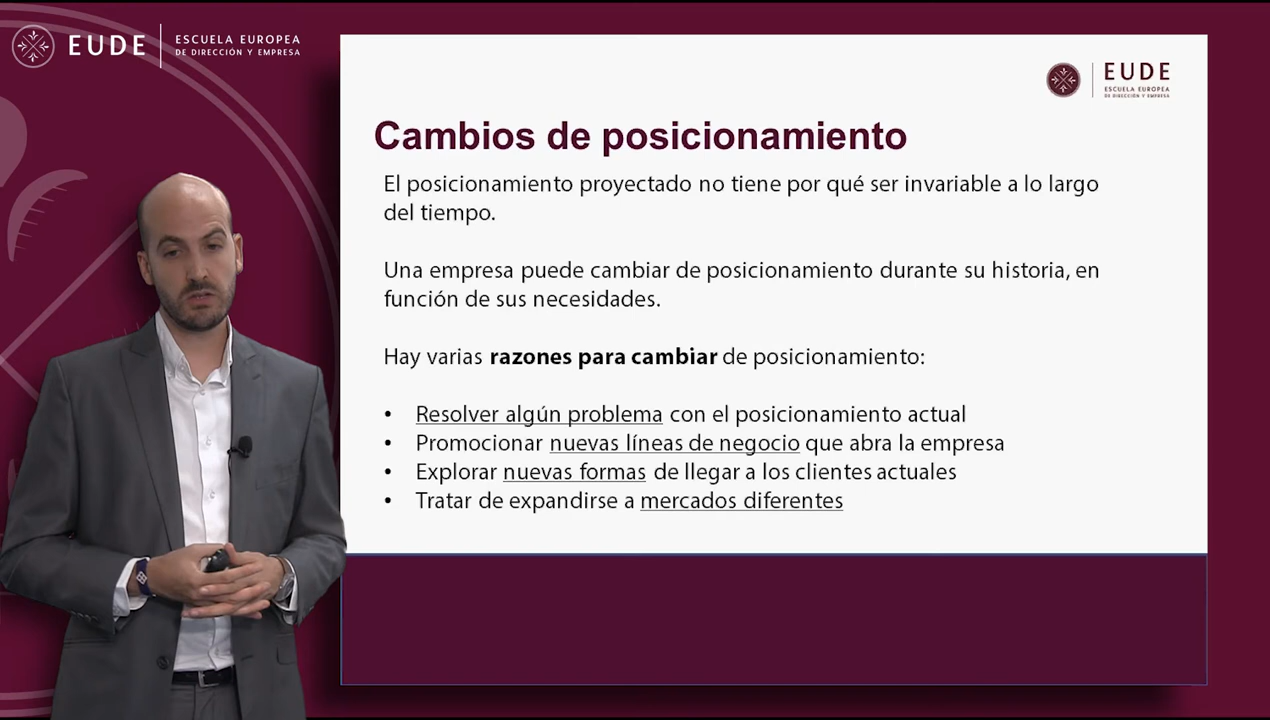 EUDE
ESCUELA EUROPEA
DE DIRECCIÓN Y EMPRESA
EUDE
ESCUELA EUROPEA
DE DIRECCIÓN Y EMPRESA
Cambios de posicionamiento
El posicionamiento proyectado no tiene por qué ser invariable a lo largo
del tiempo.
Una empresa puede cambiar de posicionamiento durante su historia, en
función de sus necesidades.
Hay varias razones para cambiar de posicionamiento:
• Resolver algún problema con el posicionamiento actual
• Promocionar nuevas líneas de negocio que abra la empresa
• Explorar nuevas formas de llegar a los clientes actuales
• Tratar de expandirse a mercados diferentes